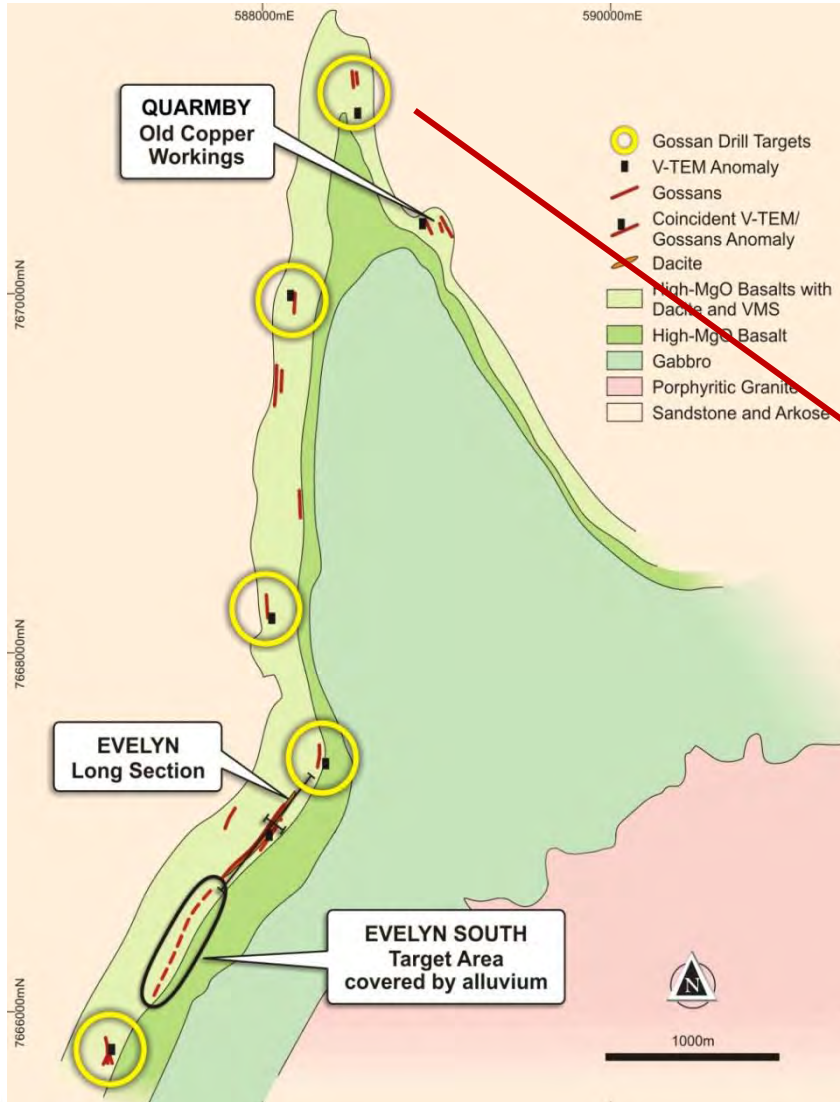 588000mE
590000mE
QUARMBY
Old Copper
Workings
Gossan Drill Targets
V-TEM Anomaly
Gossans
Coincident V-TEM/
Gossans Anomaly
Dacite
High-MgO Basalts with
Dacite and VMS
High-MgO Basalt
Gabbro
Porphyritic Granite
Sandstone and Arkose
7670000mN
7668000mN
EVELYN
Long Section
EVELYN SOUTH
Target Area
covered by alluvium
7666000mN
N
1000m